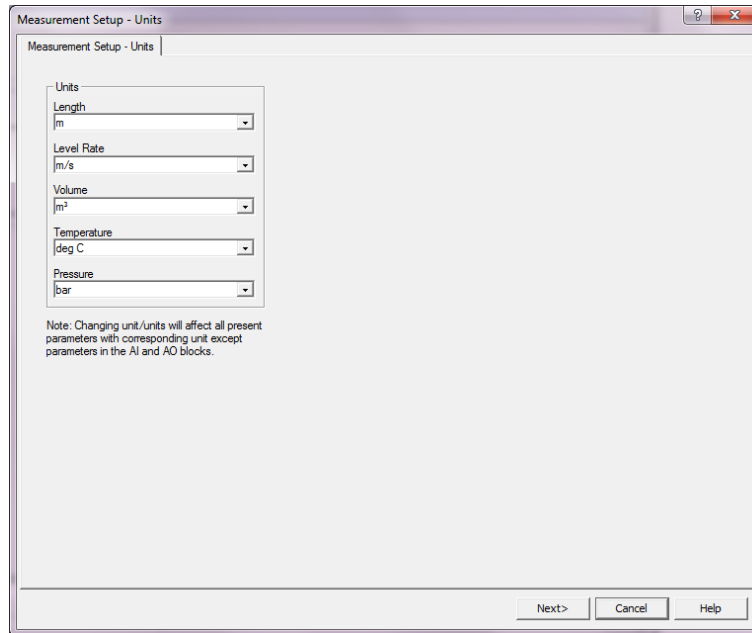 Measurement Setup - Units
Measurement Setup - Units
Units
Length
m
Level Rate
m/s
Volume
m³
Temperature
deg C
Pressure
bar
Note: Changing unit/units will affect all present
parameters with corresponding unit except
parameters in the AI and AO blocks.
Next>
Cancel
Help